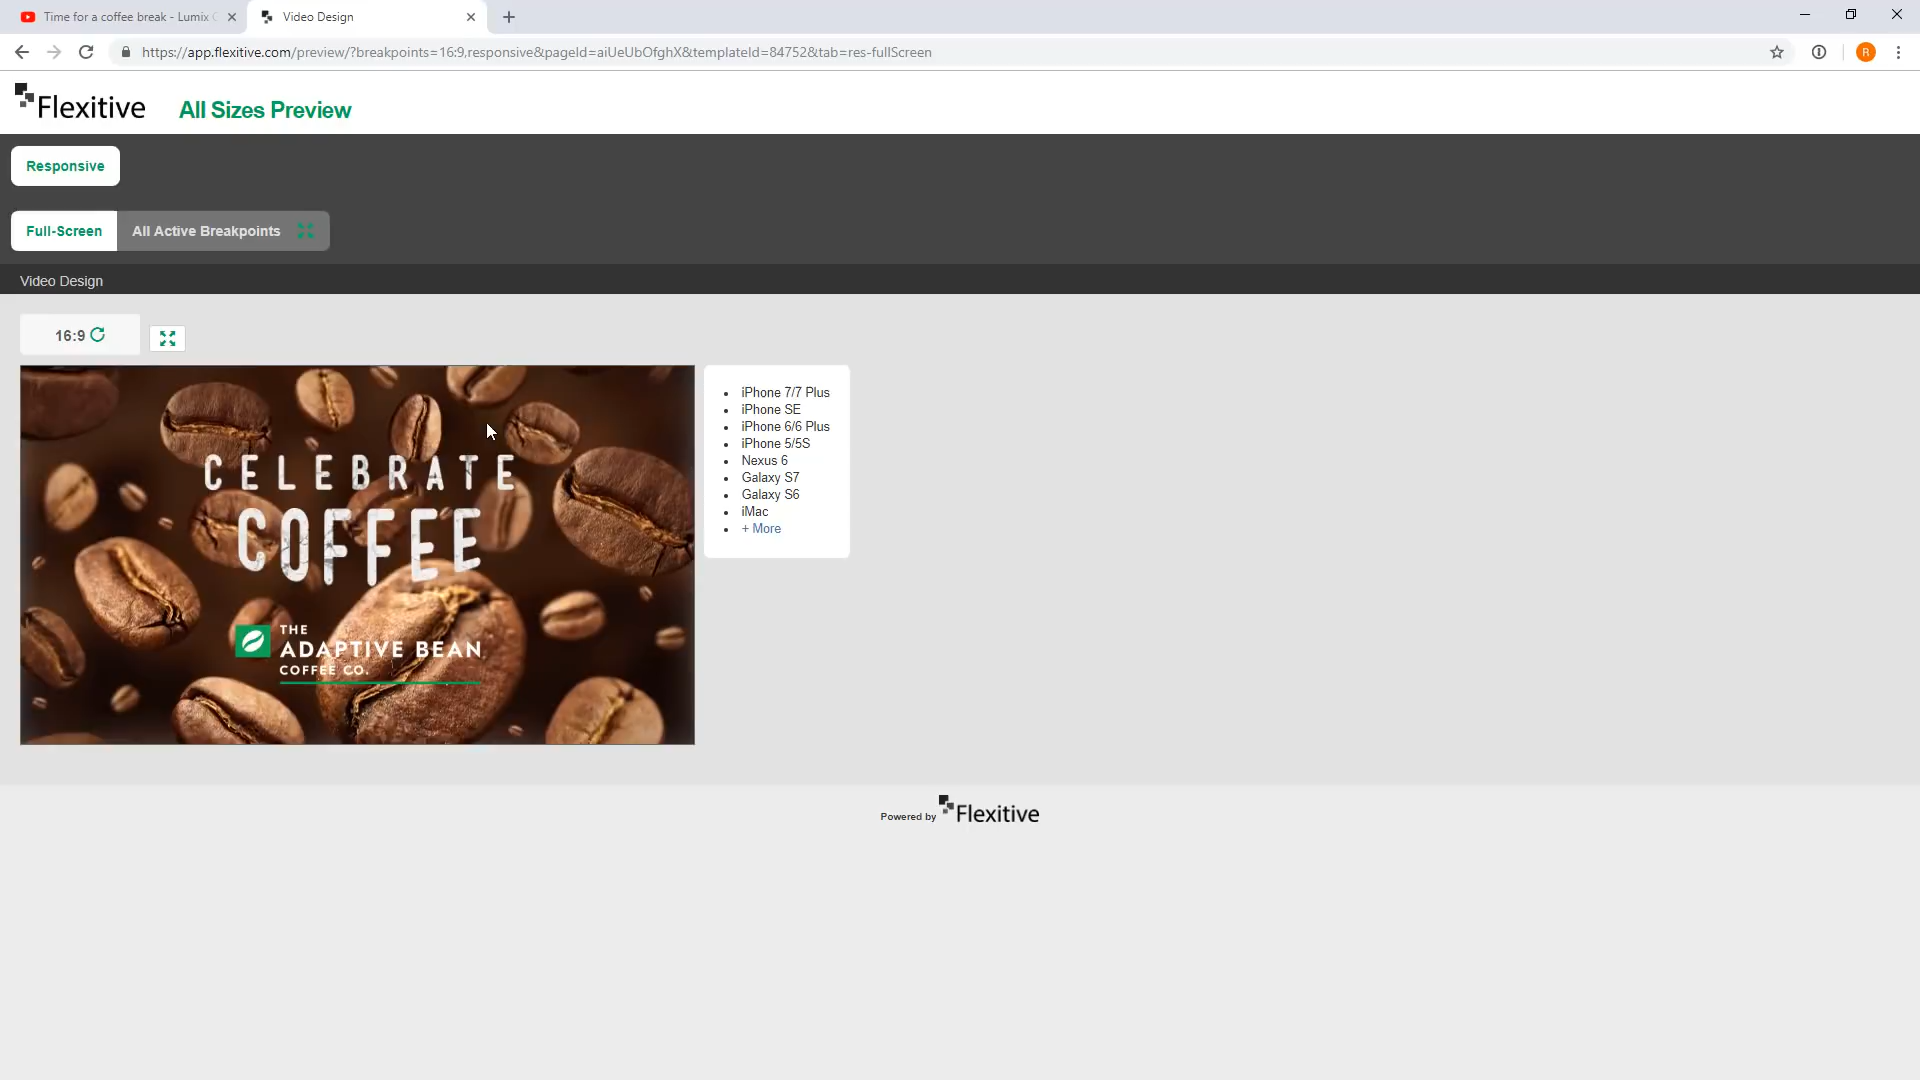 Time for a coffee break - Lumix
Video Design
https://app.flexitive.com/preview/?breakpoints=16:9,responsive&pageId=aiUeUbOfghX&templateId=84752&tab=res-fullScreen
R
Flexitive All Sizes Preview
Responsive
Full-Screen All Active Breakpoints
Video Design
16:9
CELEBRATE
COFFEE
THE
ADAPTIVE BEAN
COFFEE CO.
iPhone 7/7 Plus
iPhone SE
iPhone 6/6 Plus
iPhone 5/5S
Nexus 6
Galaxy S7
Galaxy S6
iMac
+ More
Powered by Flexitive